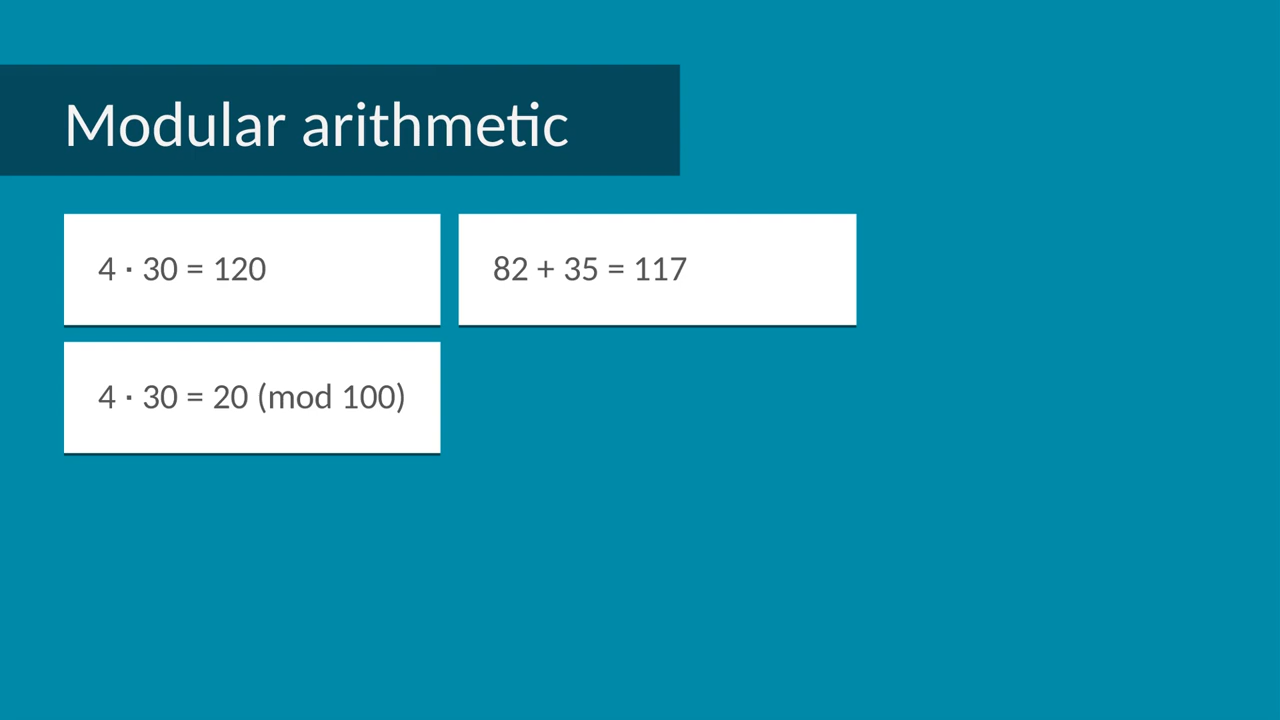 Modular arithmetic
4 · 30 = 120
82 + 35 = 117
4 · 30 = 20 (mod 100)